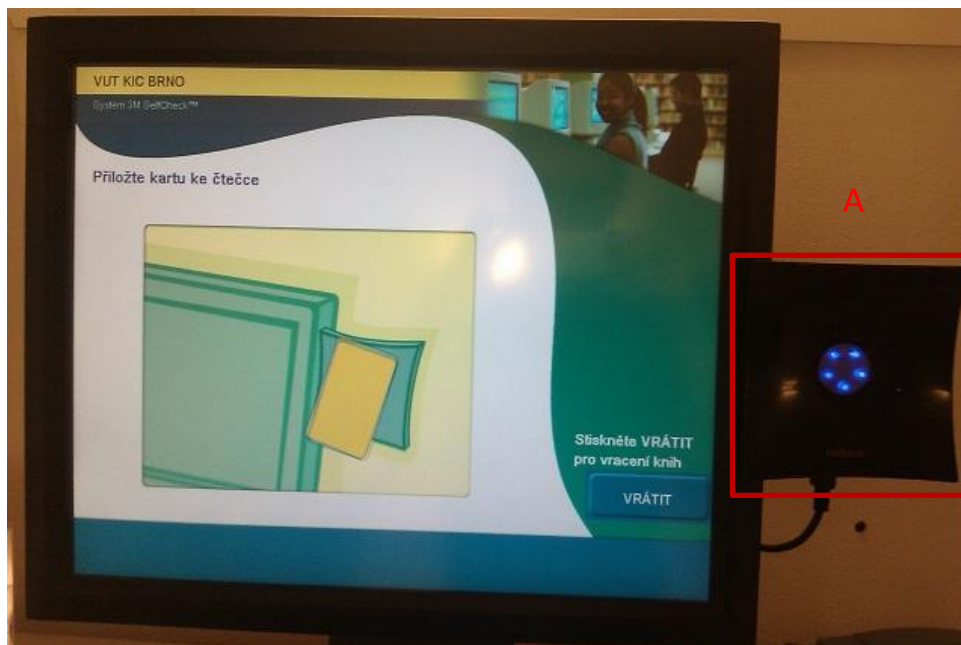 VUT KIC BRNO
Systém 3M SelfCheck™
Přiložte kartu ke čtečce
A
Stiskněte VRÁTIT
pro vracení knih
VRÁTIT